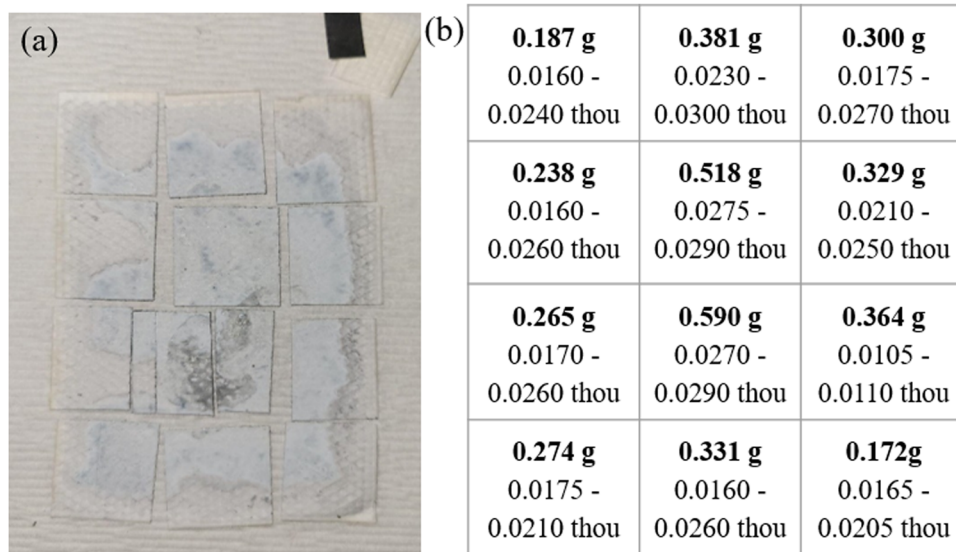 (a)
(b)
0.187 g
0.0160 -
0.0240 thou
0.381 g
0.0230 -
0.0300 thou
0.300 g
0.0175 -
0.0270 thou
0.238 g
0.0160 -
0.0260 thou
0.518 g
0.0275 -
0.0290 thou
0.329 g
0.0210 -
0.0250 thou
0.265 g
0.0170 -
0.0260 thou
0.590 g
0.0270 -
0.0290 thou
0.364 g
0.0105 -
0.0110 thou
0.274 g
0.0175 -
0.0210 thou
0.331 g
0.0160 -
0.0260 thou
0.172g
0.0165 -
0.0205 thou